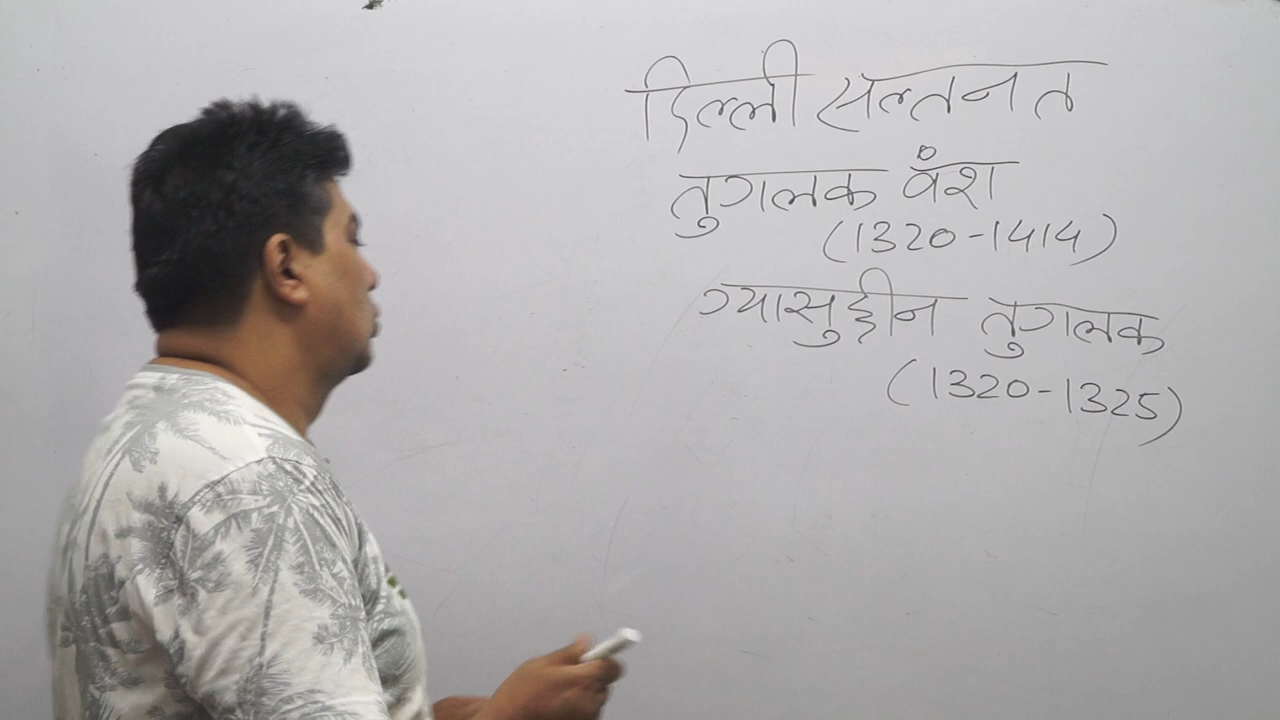 दिल्ली सल्तनत
तुगलक वंश
(1320-1414)
ग्यासुद्दीन तुगलक
(1320-1325)